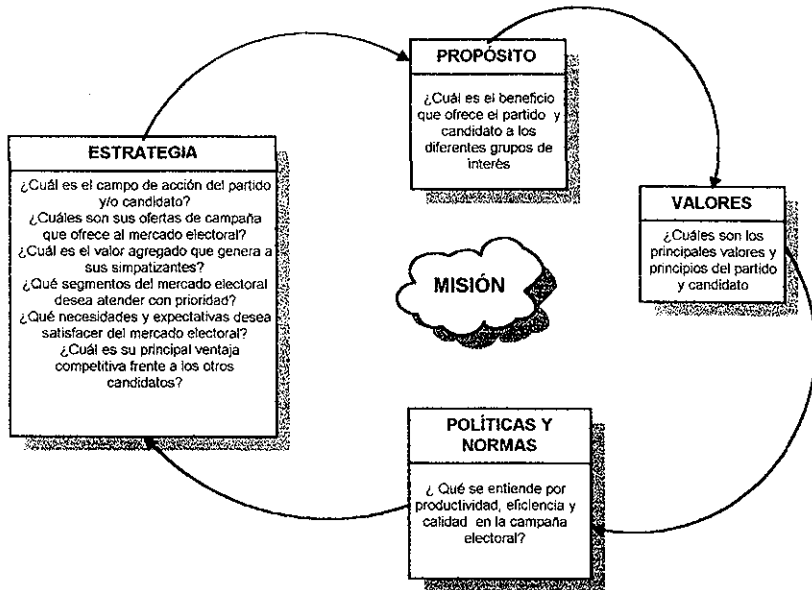 PROPÓSITO
¿Cuál es el beneficio
que ofrece el partido y
candidato a los
diferentes grupos de
interés
ESTRATEGIA
¿Cuál es el campo de acción del partido
y/o candidato?
¿Cuáles son sus ofertas de campaña
que ofrece al mercado electoral?
¿Cuál es el valor agregado que genera a
sus simpatizantes?
¿Qué segmentos del mercado electoral
desea atender con prioridad?
¿Qué necesidades y expectativas desea
satisfacer del mercado electoral?
¿Cuál es su principal ventaja
competitiva frente a los otros
candidatos?
VALORES
¿Cuáles son los
principales valores y
principios del partido
y candidato
MISIÓN
POLÍTICAS Y
NORMAS
¿ Qué se entiende por
productividad, eficiencia y
calidad en la campaña
electoral?